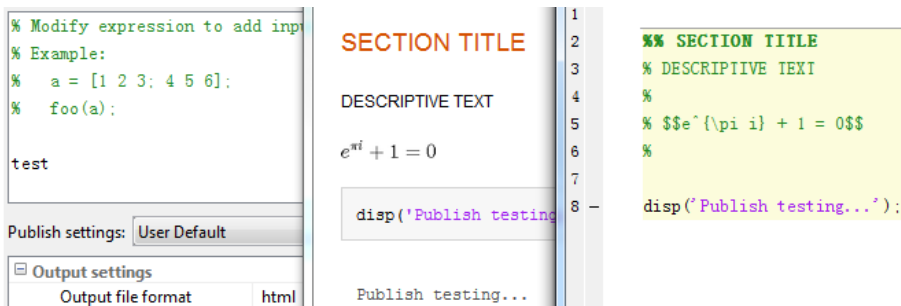 % Modify expression to add inpu
% Example:
%   a = [1 2 3; 4 5 6];
%   foo(a);
test
Publish settings: User Default
Output settings
Output file format html
SECTION TITLE
DESCRIPTIVE TEXT
e^{πi} + 1 = 0
disp('Publish testing
Publish testing...
1
2 %% SECTION TITLE
3 % DESCRIPTIVE TEXT
4 %
5 % $$e^{\pi i} + 1 = 0$$
6 %
7
8 – disp('Publish testing...');